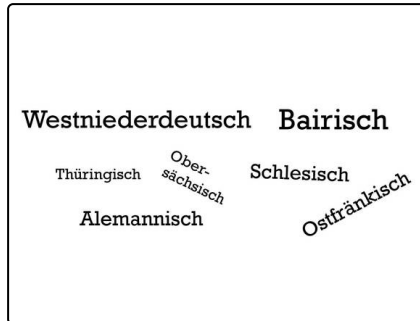 Westniederdeutsch
Bairisch
Thüringisch
Ober-
sächsisch
Schlesisch
Alemannisch
Ostfränkisch